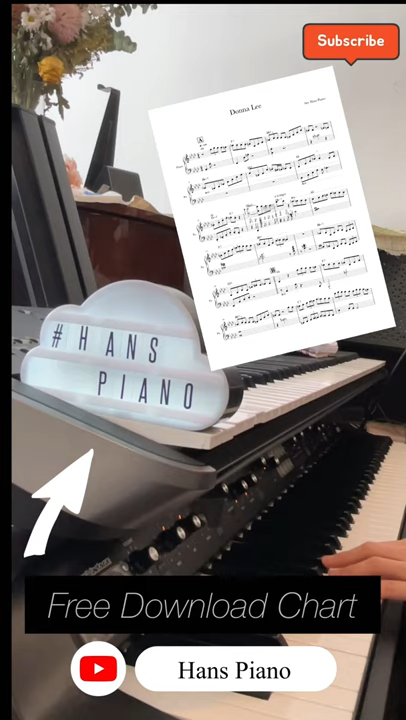 Subscribe
Donna Lee
# HANS
PIANO
Free Download Chart
Hans Piano